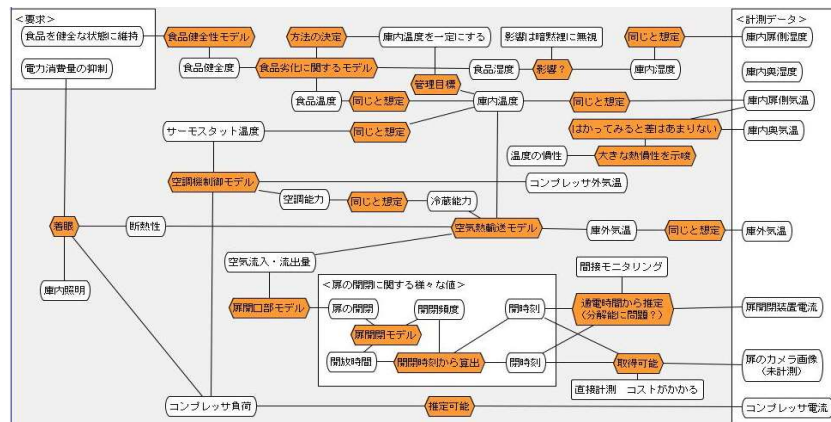 <要求>
<計測データ>
食品を健全な状態に維持
食品健全性モデル
方法の決定
庫内温度を一定にする
影響は暗黙裡に無視
同じと想定
庫内扉側湿度
電力消費量の抑制
食品健全度
食品劣化に関するモデル
食品湿度
影響？
庫内湿度
庫内奥湿度
管理目標
食品温度
同じと想定
庫内温度
同じと想定
庫内扉側気温
サーモスタット温度
同じと想定
はかってみると差はあまりない
庫内奥気温
温度の慣性
大きな熱慣性を示唆
空調機制御モデル
コンプレッサ外気温
空調能力
同じと想定
冷蔵能力
着眼
断熱性
空気熱輸送モデル
庫外気温
同じと想定
庫外気温
空気流入・流出量
間接モニタリング
<扉の開閉に関する様々な値>
庫内照明
扉開口部モデル
扉の開閉
開閉頻度
開時刻
通電時間から推定
(分解能に問題？)
扉開閉装置電流
扉開閉モデル
開放時間
開閉時刻から算出
閉時刻
取得可能
扉のカメラ画像
(未計測)
直接計測　コストがかかる
コンプレッサ負荷
推定可能
コンプレッサ電流